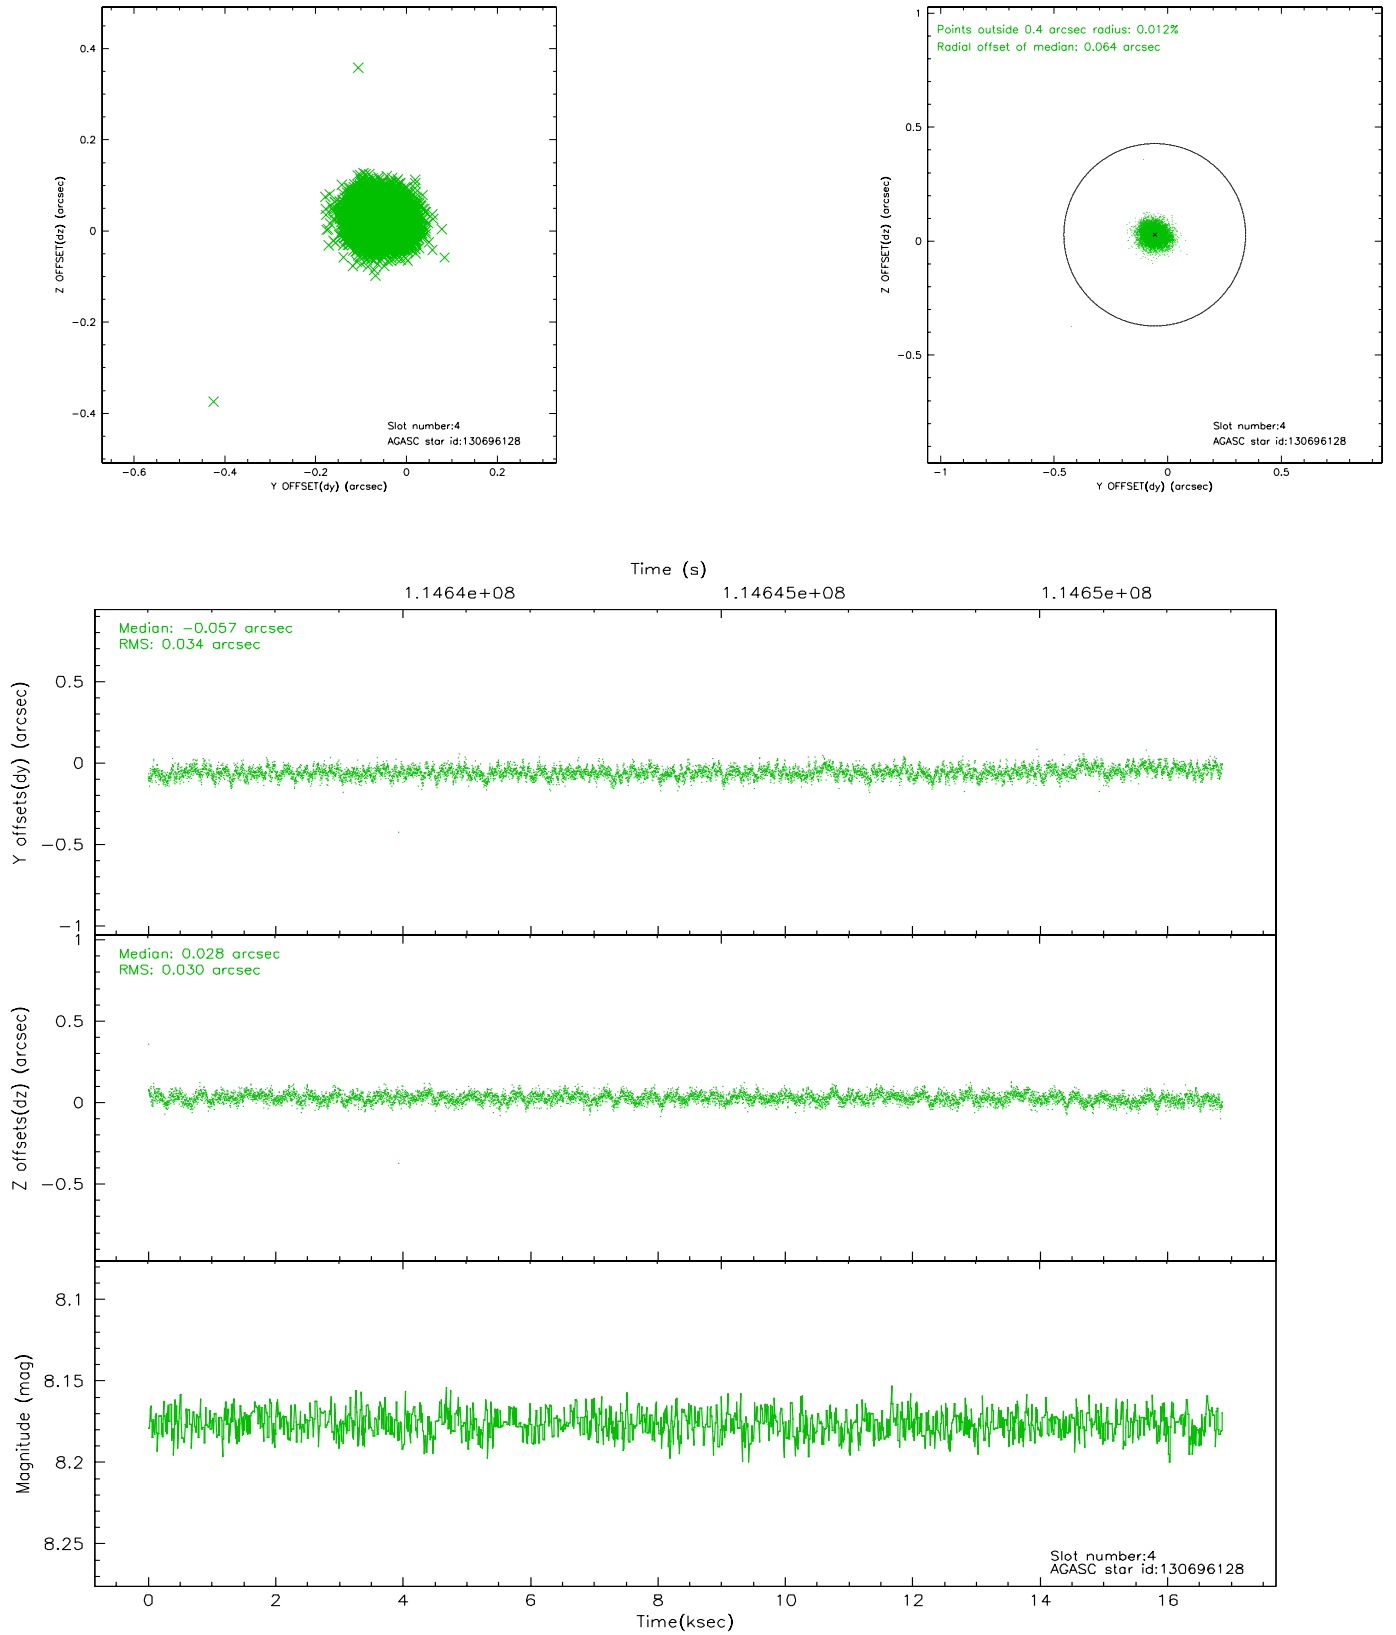 0.4
0.2
0
−0.2
−0.4
Z OFFSET(dz) (arcsec)
Slot number:4
AGASC star id:130696128
−0.6 −0.4 −0.2 0 0.2
Y OFFSET(dy) (arcsec)
Points outside 0.4 arcsec radius: 0.012%
Radial offset of median: 0.064 arcsec
1
0.5
0
−0.5
Z OFFSET(dz) (arcsec)
Slot number:4
AGASC star id:130696128
−1 −0.5 0 0.5
Y OFFSET(dy) (arcsec)
Time (s)
1.1464e+08 1.14645e+08 1.1465e+08
Median: −0.057 arcsec
RMS: 0.034 arcsec
0.5
0
−0.5
−1
Y offsets(dy) (arcsec)
Median: 0.028 arcsec
RMS: 0.030 arcsec
1
0.5
0
−0.5
Z offsets(dz) (arcsec)
8.1
8.15
8.2
8.25
Magnitude (mag)
Slot number:4
AGASC star id:130696128
0 2 4 6 8 10 12 14 16
Time(ksec)